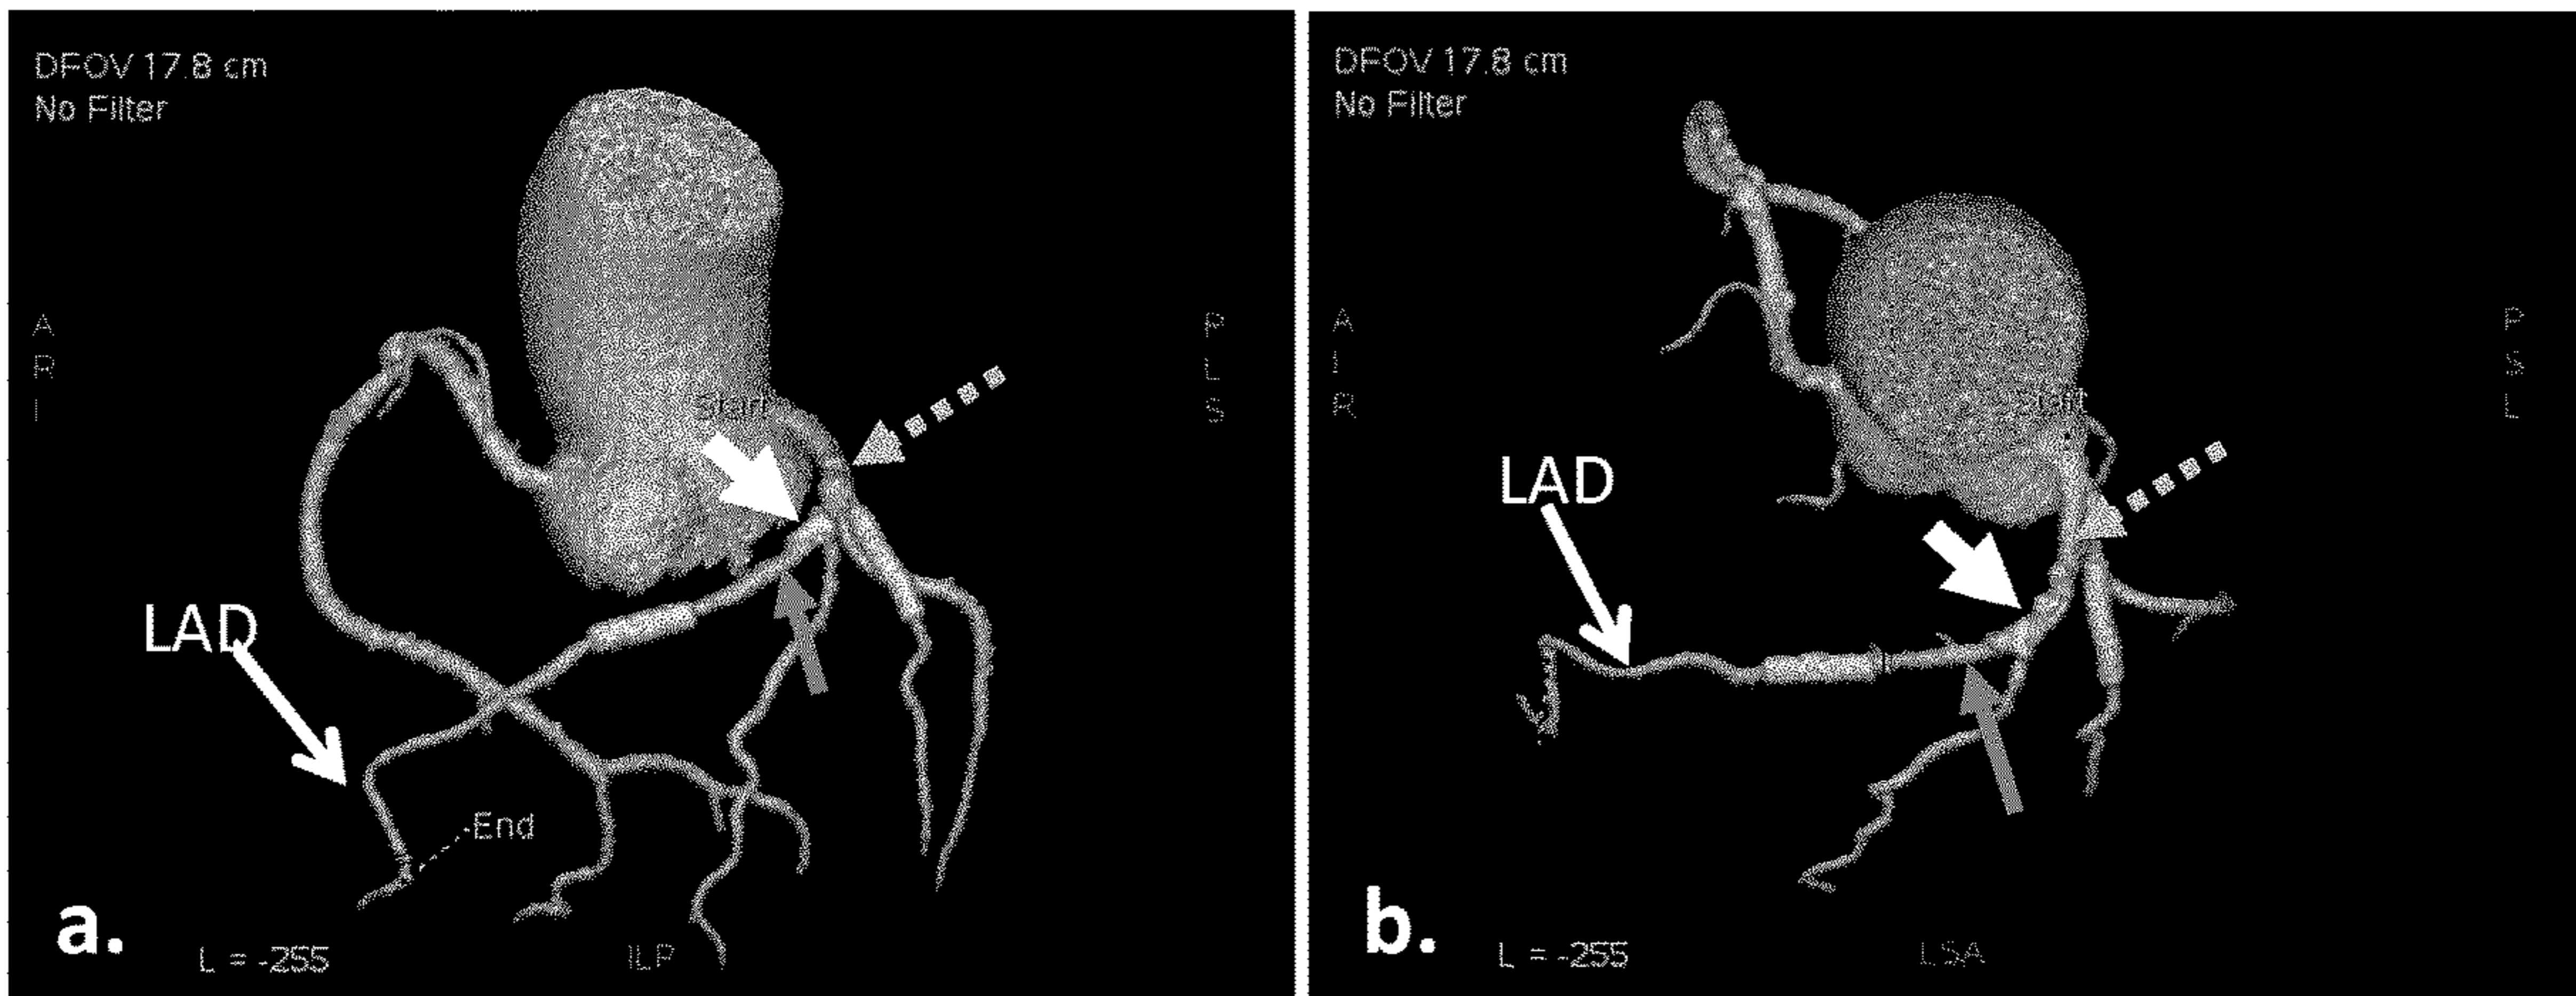 DFOV 17.8 cm
No Filter
A
R
I
P
L
S
Start
LAD
End
a.
L = -255
ILP
DFOV 17.8 cm
No Filter
A
I
R
P
S
L
Start
LAD
b.
L = -255
LSA